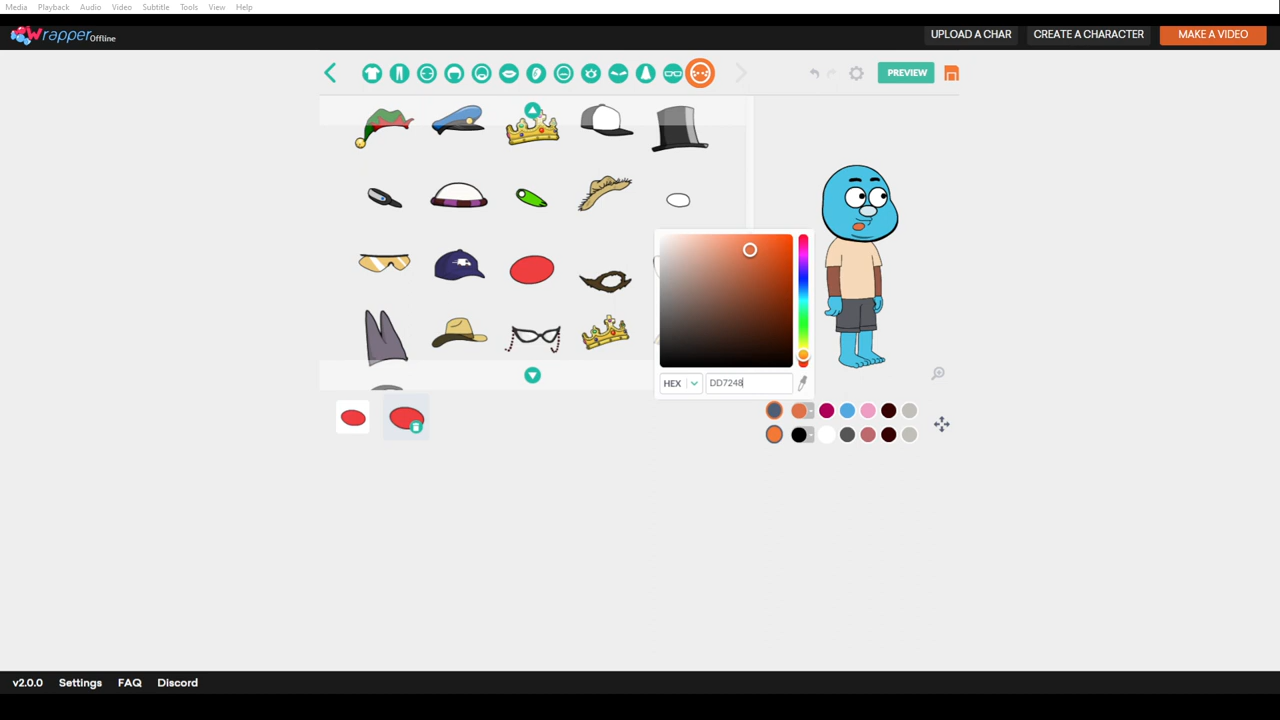 Media Playback Audio Video Subtitle Tools View Help
Wrapper Offline
UPLOAD A CHAR CREATE A CHARACTER MAKE A VIDEO
PREVIEW
HEX DD7248
v2.0.0 Settings FAQ Discord